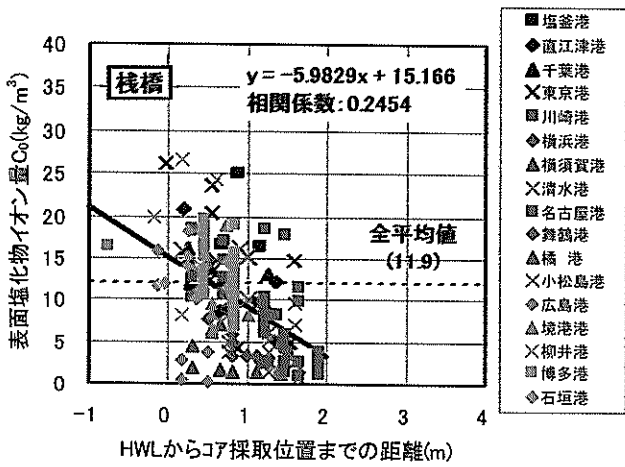 表面塩化物イオン量C₀(kg/m³)
40
35
30
25
20
15
10
5
0
桟橋
y = -5.9829x + 15.166
相関係数:0.2454
全平均値
(11.9)
-1 0 1 2 3 4
HWLからコア採取位置までの距離(m)
塩釜港
直江津港
千葉港
東京港
川崎港
横浜港
横須賀港
清水港
名古屋港
舞鶴港
橘 港
小松島港
広島港
境港港
柳井港
博多港
石垣港